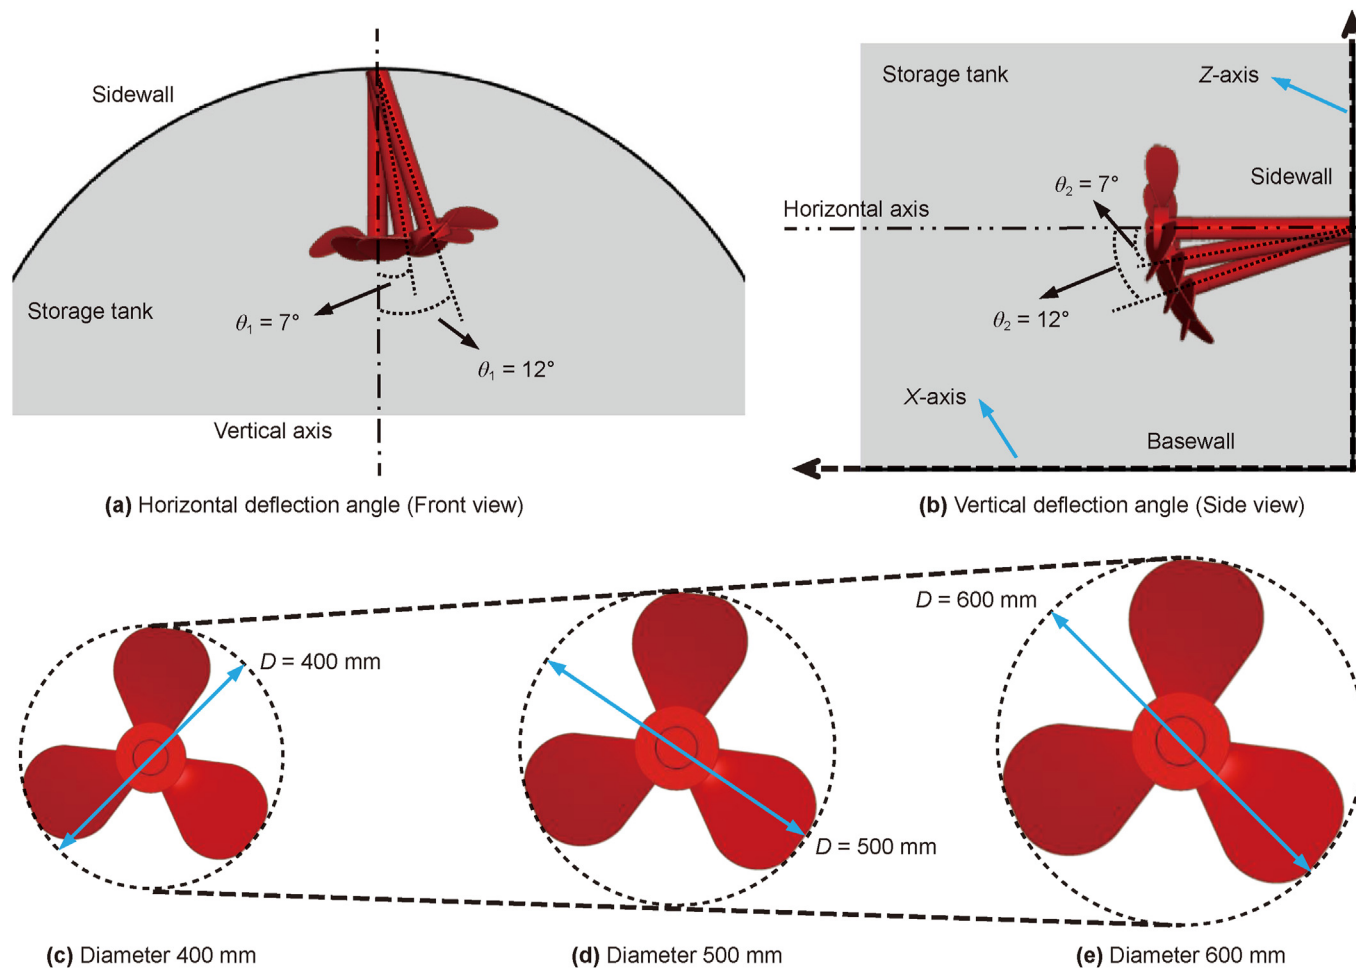 Sidewall
Storage tank
θ1 = 7°
θ1 = 12°
Vertical axis
(a) Horizontal deflection angle (Front view)
Storage tank
Z-axis
Sidewall
θ2 = 7°
Horizontal axis
θ2 = 12°
X-axis
Basewall
(b) Vertical deflection angle (Side view)
D = 400 mm
D = 500 mm
D = 600 mm
(c) Diameter 400 mm
(d) Diameter 500 mm
(e) Diameter 600 mm